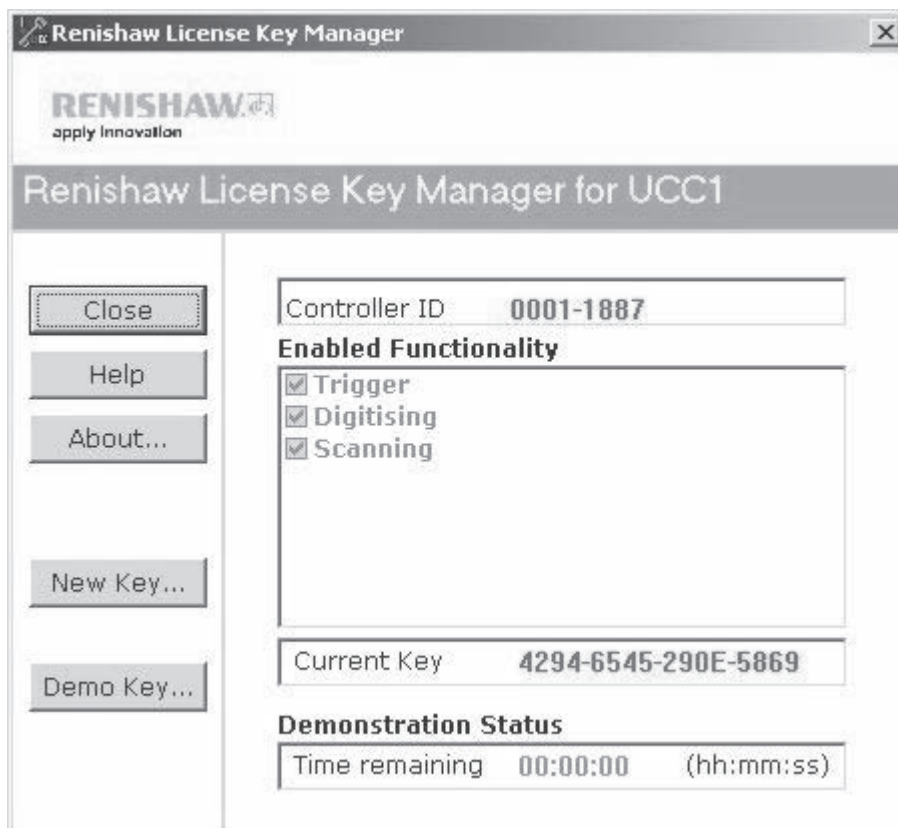 Renishaw License Key Manager
RENISHAW
apply innovation
Renishaw License Key Manager for UCC1
Close
Help
About...
New Key...
Demo Key...
Controller ID 0001-1887
Enabled Functionality
Trigger
Digitising
Scanning
Current Key 4294-6545-290E-5869
Demonstration Status
Time remaining 00:00:00 (hh:mm:ss)